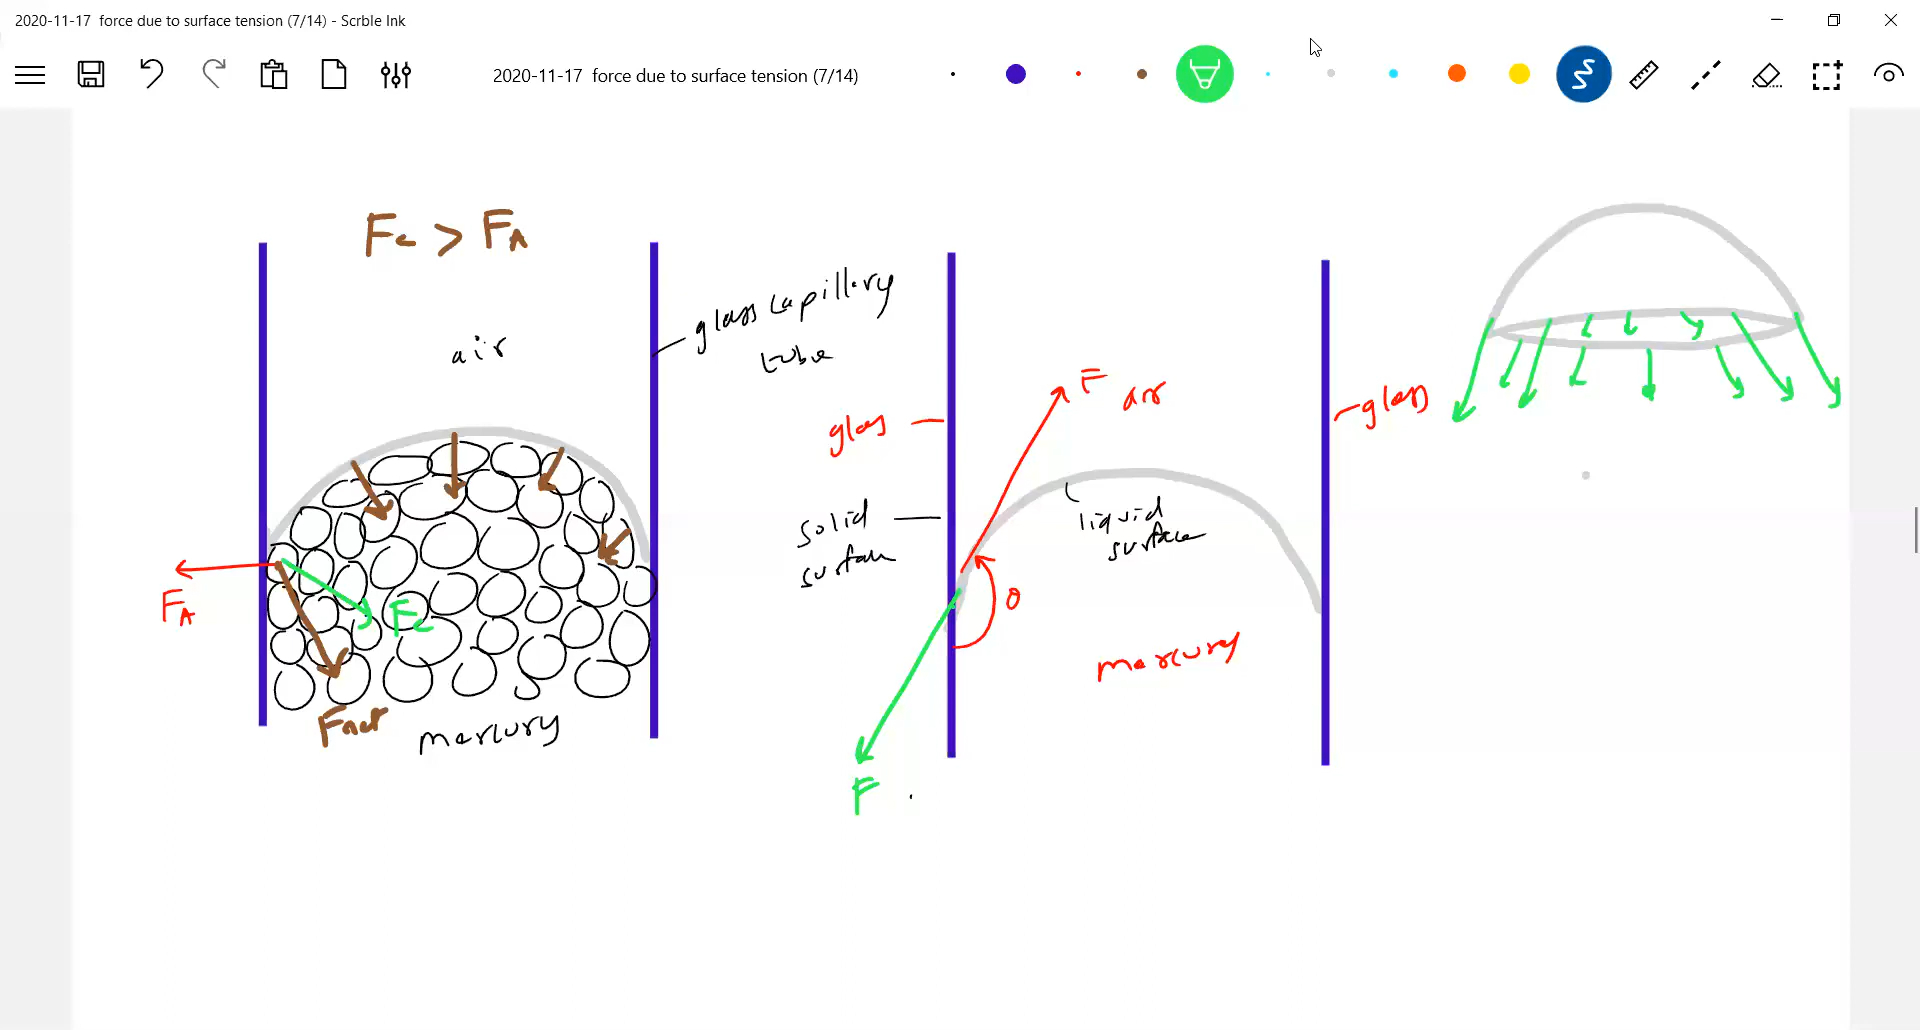 2020-11-17 force due to surface tension (7/14) - Scrble Ink
2020-11-17 force due to surface tension (7/14)
Fc > FA
air
glass capillary
tube
FA
Fc
Fnet
mercury
glass
solid
surface
F
air
liquid
surface
θ
mercury
F
glass